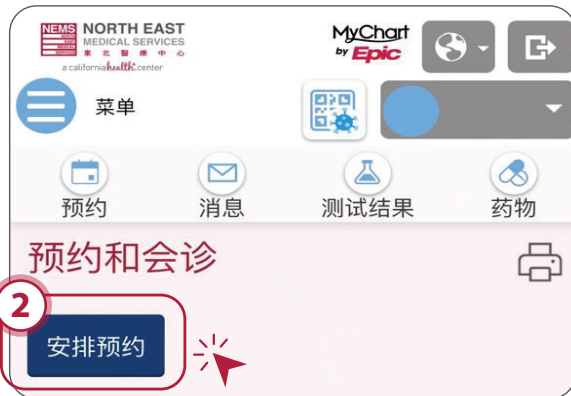 NEMS NORTH EAST
MEDICAL SERVICES
東北醫療中心
a california health center
MyChart
by Epic
菜单
预约
消息
测试结果
药物
预约和会诊
2
安排预约